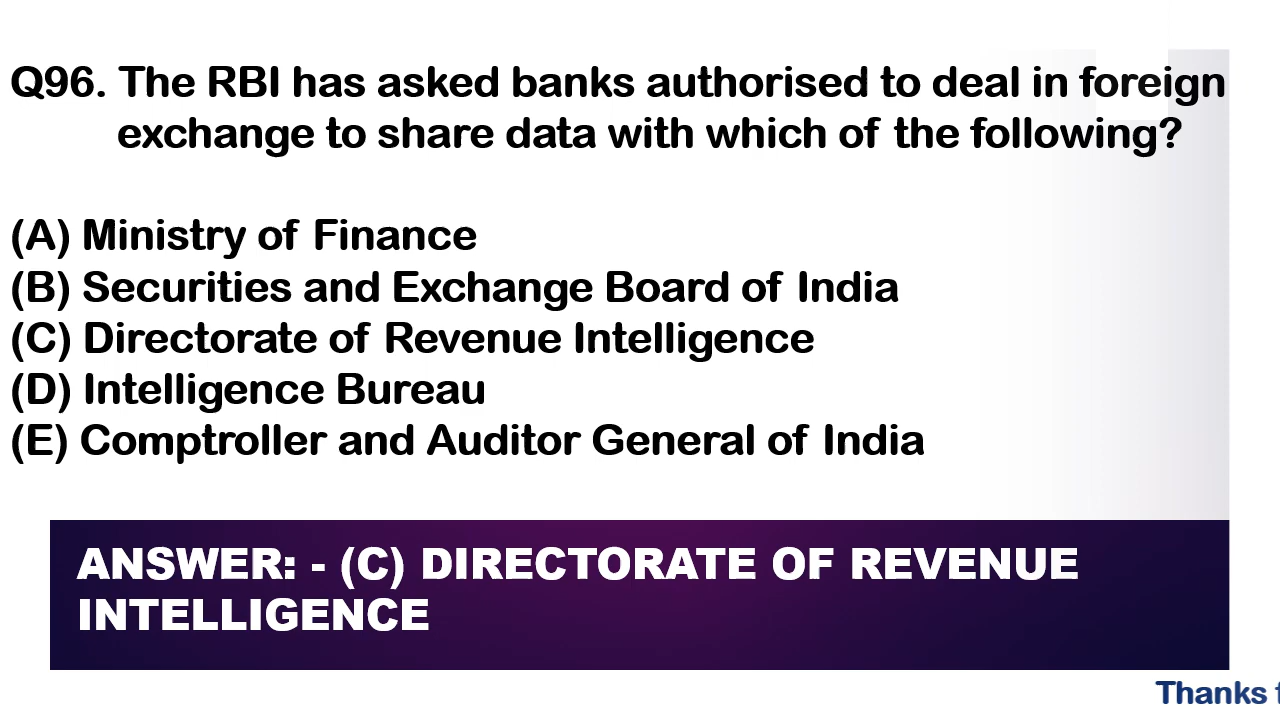 Q96. The RBI has asked banks authorised to deal in foreign
exchange to share data with which of the following?
(A) Ministry of Finance
(B) Securities and Exchange Board of India
(C) Directorate of Revenue Intelligence
(D) Intelligence Bureau
(E) Comptroller and Auditor General of India
ANSWER: - (C) DIRECTORATE OF REVENUE
INTELLIGENCE
Thanks